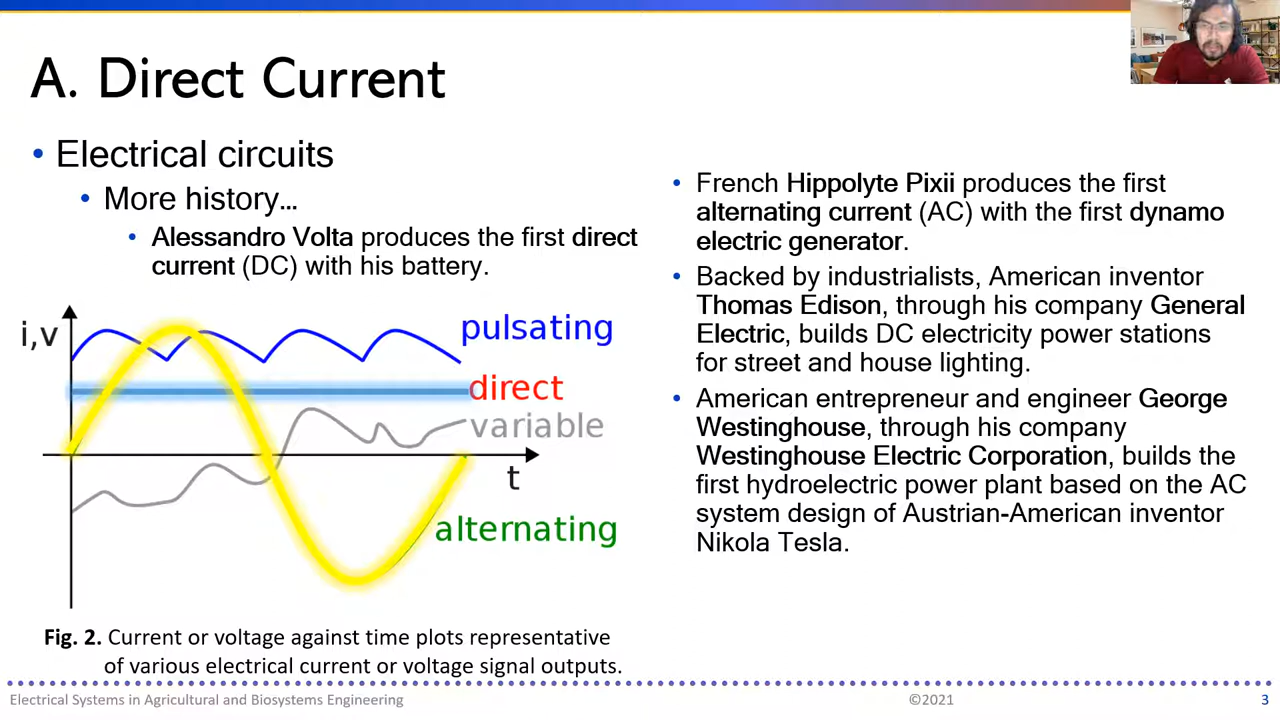 A. Direct Current
• Electrical circuits
• More history…
• Alessandro Volta produces the first direct
current (DC) with his battery.
i,v
pulsating
direct
variable
t
alternating
Fig. 2. Current or voltage against time plots representative
of various electrical current or voltage signal outputs.
• French Hippolyte Pixii produces the first
alternating current (AC) with the first dynamo
electric generator.
• Backed by industrialists, American inventor
Thomas Edison, through his company General
Electric, builds DC electricity power stations
for street and house lighting.
• American entrepreneur and engineer George
Westinghouse, through his company
Westinghouse Electric Corporation, builds the
first hydroelectric power plant based on the AC
system design of Austrian-American inventor
Nikola Tesla.
Electrical Systems in Agricultural and Biosystems Engineering
©2021
3